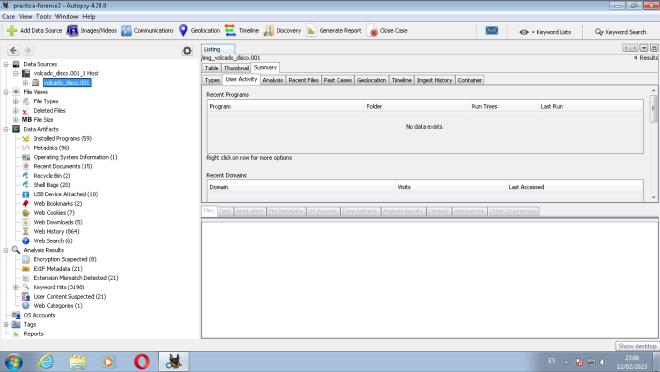 practica-forense2 - Autopsy 4.20.0
Case View Tools Window Help
Add Data Source Images/Videos Communications Geolocation Timeline Discovery Generate Report Close Case Keyword Lists Keyword Search
Data Sources
volcado_disco.001_1 Host
volcado_disco.001
File Views
File Types
Deleted Files
MB File Size
Data Artifacts
Installed Programs (59)
Metadata (96)
Operating System Information (1)
Recent Documents (15)
Recycle Bin (2)
Shell Bags (28)
USB Device Attached (10)
Web Bookmarks (2)
Web Cookies (7)
Web Downloads (5)
Web History (864)
Web Search (6)
Analysis Results
Encryption Suspected (8)
EXIF Metadata (21)
Extension Mismatch Detected (21)
Keyword Hits (3198)
User Content Suspected (21)
Web Categories (1)
OS Accounts
Tags
Reports
Listing
/img_volcado_disco.001
4 Results
Table Thumbnail Summary
Types User Activity Analysis Recent Files Past Cases Geolocation Timeline Ingest History Container
Recent Programs
Program Folder Run Times Last Run
No data exists.
Right click on row for more options
Recent Domains
Domain Visits Last Accessed
Hex Text Application File Metadata OS Account Data Artifacts Analysis Results Context Annotations Other Occurrences
Show desktop
ES
23:06
12/02/2023